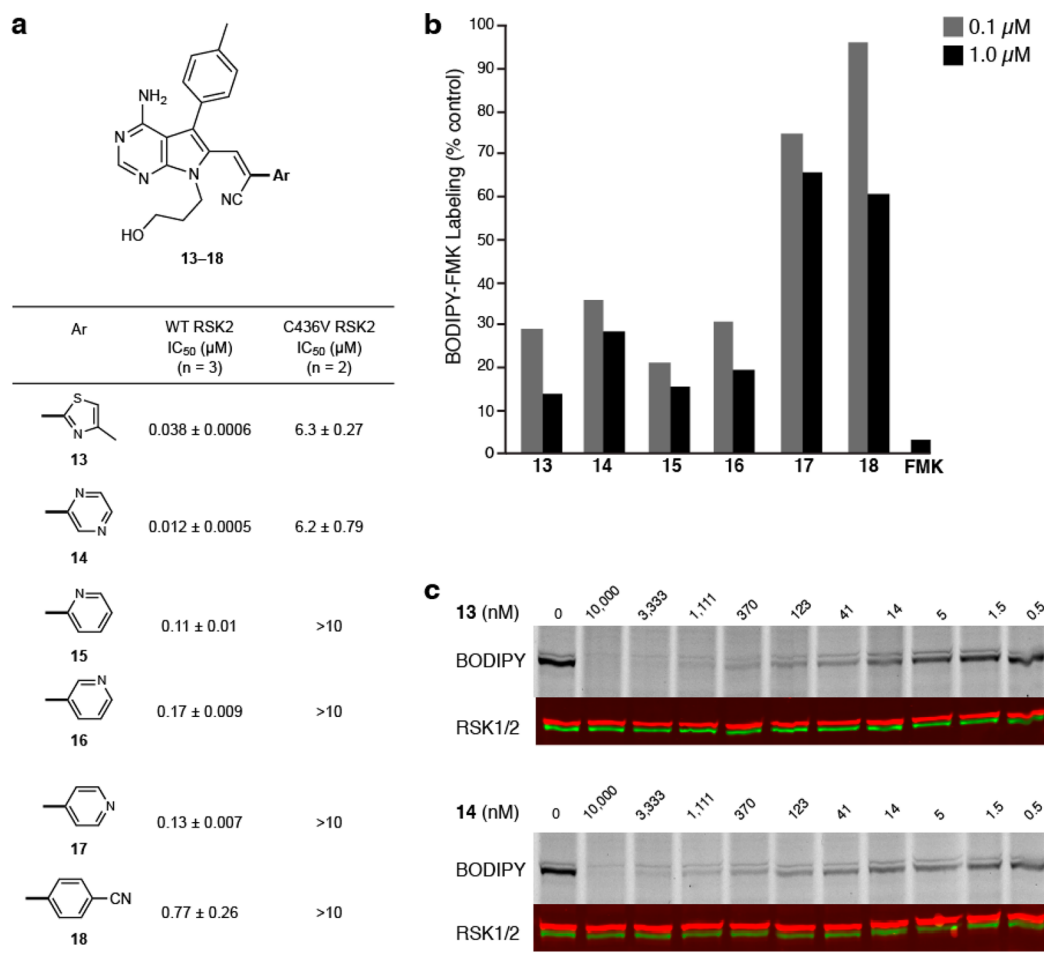 a
NH₂
N
N
N
Ar
NC
HO
13–18
Ar
WT RSK2
IC₅₀ (µM)
(n = 3)
C436V RSK2
IC₅₀ (µM)
(n = 2)
S
N
13
0.038 ± 0.0006
6.3 ± 0.27
N
N
14
0.012 ± 0.0005
6.2 ± 0.79
N
15
0.11 ± 0.01
>10
N
16
0.17 ± 0.009
>10
N
17
0.13 ± 0.007
>10
CN
18
0.77 ± 0.26
>10
b
BODIPY-FMK Labeling (% control)
100
90
80
70
60
50
40
30
20
10
0
13 14 15 16 17 18 FMK
0.1 µM
1.0 µM
c
13 (nM) 0 10,000 3,333 1,111 370 123 41 14 5 1.5 0.5
BODIPY
RSK1/2
14 (nM) 0 10,000 3,333 1,111 370 123 41 14 5 1.5 0.5
BODIPY
RSK1/2